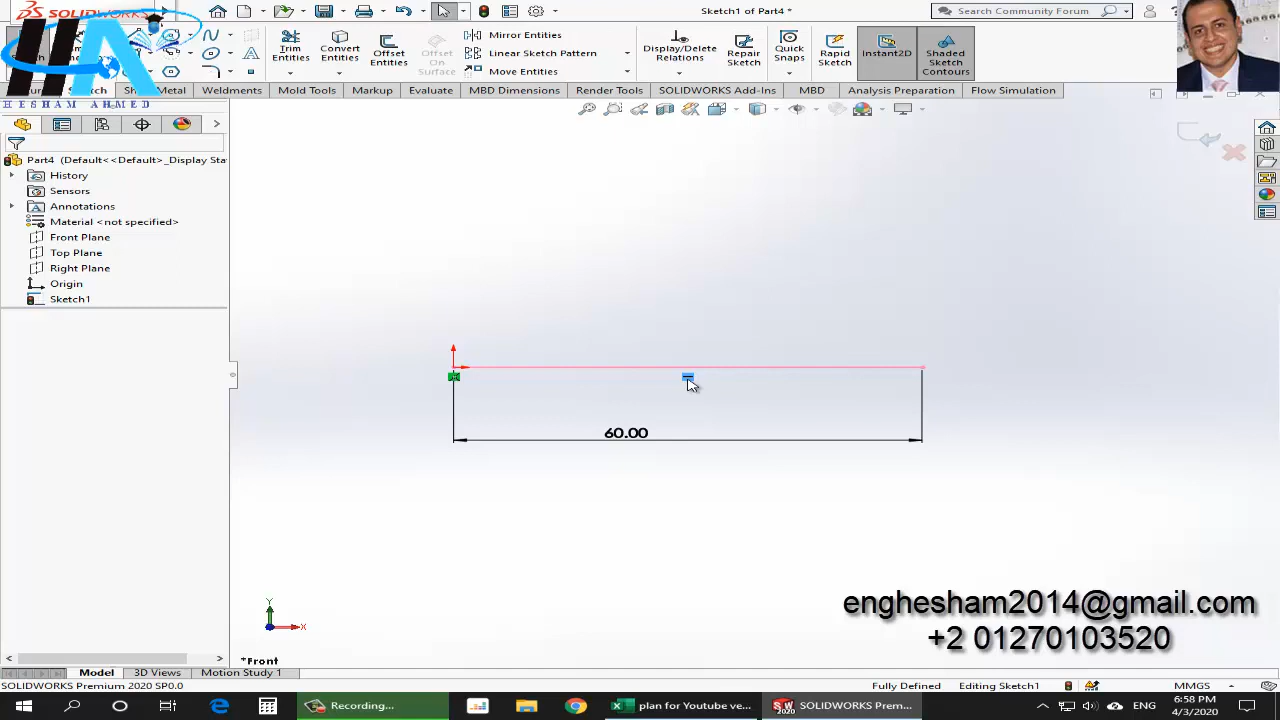 SOLIDWORKS
Sketch1 of Part4 *
Search Community Forum
HESHAM AHMED
Trim Entities
Convert Entities
Offset Entities
Offset On Surface
Mirror Entities
Linear Sketch Pattern
Move Entities
Display/Delete Relations
Repair Sketch
Quick Snaps
Rapid Sketch
Instant2D
Shaded Sketch Contours
Metal
Weldments
Mold Tools
Markup
Evaluate
MBD Dimensions
Render Tools
SOLIDWORKS Add-Ins
MBD
Analysis Preparation
Flow Simulation
Part4 (Default<<Default>_Display Sta
History
Sensors
Annotations
Material <not specified>
Front Plane
Top Plane
Right Plane
Origin
Sketch1
60.00
Y
X
*Front
enghesham2014@gmail.com
+2 01270103520
Model
3D Views
Motion Study 1
SOLIDWORKS Premium 2020 SP0.0
Fully Defined
Editing Sketch1
MMGS
Recording...
plan for Youtube ve...
SOLIDWORKS Prem...
ENG
6:58 PM
4/3/2020